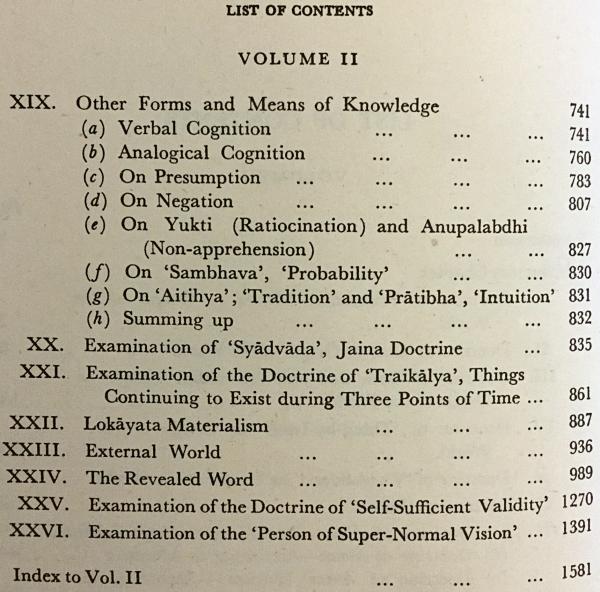 LIST OF CONTENTS
VOLUME II
XIX. Other Forms and Means of Knowledge 741
(a) Verbal Cognition ... ... ... 741
(b) Analogical Cognition ... ... ... 760
(c) On Presumption ... ... ... ... 783
(d) On Negation ... ... ... ... 807
(e) On Yukti (Ratiocination) and Anupalabdhi
(Non-apprehension) ... ... 827
(f) On 'Sambhava', 'Probability' ... ... 830
(g) On 'Aitihya'; 'Tradition' and 'Prātibha', 'Intuition' 831
(h) Summing up ... ... ... ... 832
XX. Examination of 'Syādvāda', Jaina Doctrine ... 835
XXI. Examination of the Doctrine of 'Traikālya', Things
Continuing to Exist during Three Points of Time ... 861
XXII. Lokāyata Materialism ... ... ... 887
XXIII. External World ... ... ... ... 936
XXIV. The Revealed Word ... ... ... ... 989
XXV. Examination of the Doctrine of 'Self-Sufficient Validity' 1270
XXVI. Examination of the 'Person of Super-Normal Vision' ... 1391
Index to Vol. II ... ... ... 1581